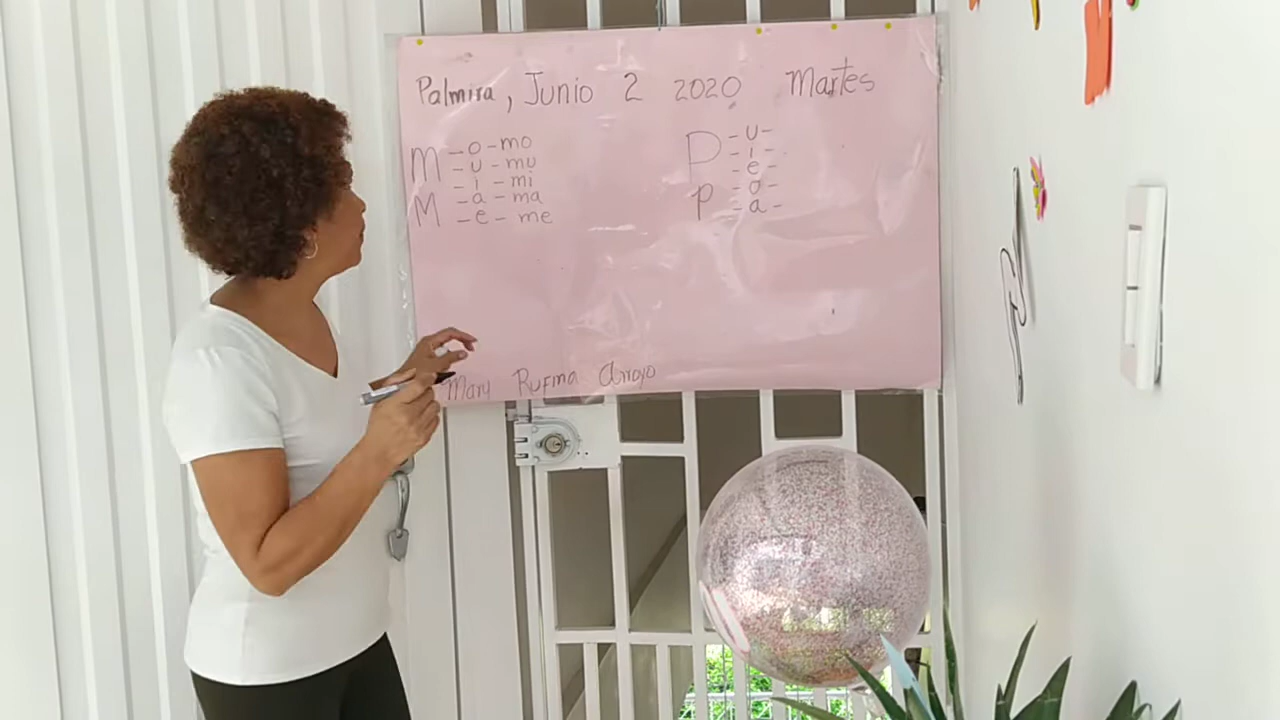 Palmira, Junio 2 2020 Martes
M - o - mo
- u - mu
- i - mi
M - a - ma
- e - me
P - u -
- i -
- e -
p - o -
- a -
Mary Rufina Arroyo